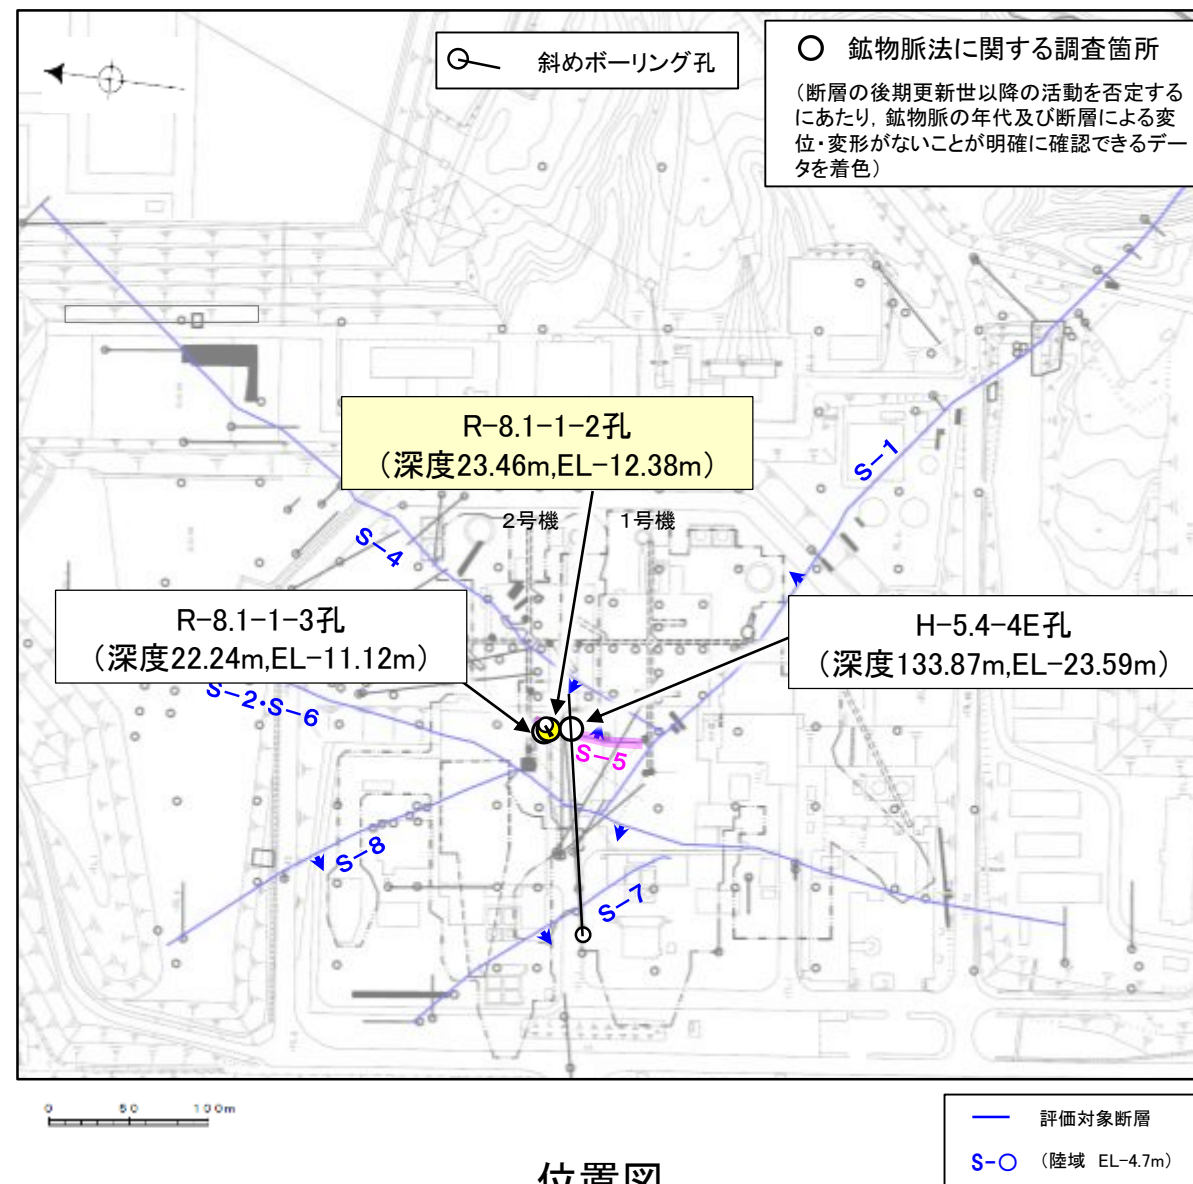 斜めボーリング孔
○ 鉱物脈法に関する調査箇所
（断層の後期更新世以降の活動を否定する
にあたり，鉱物脈の年代及び断層による変
位・変形がないことが明確に確認できるデー
タを着色）
R-8.1-1-2孔
（深度23.46m,EL-12.38m）
S-1
2号機
1号機
S-4
R-8.1-1-3孔
（深度22.24m,EL-11.12m）
H-5.4-4E孔
（深度133.87m,EL-23.59m）
S-2・S-6
S-5
S-8
S-7
0 50 100m
評価対象断層
S-○ （陸域 EL-4.7m）
位置図